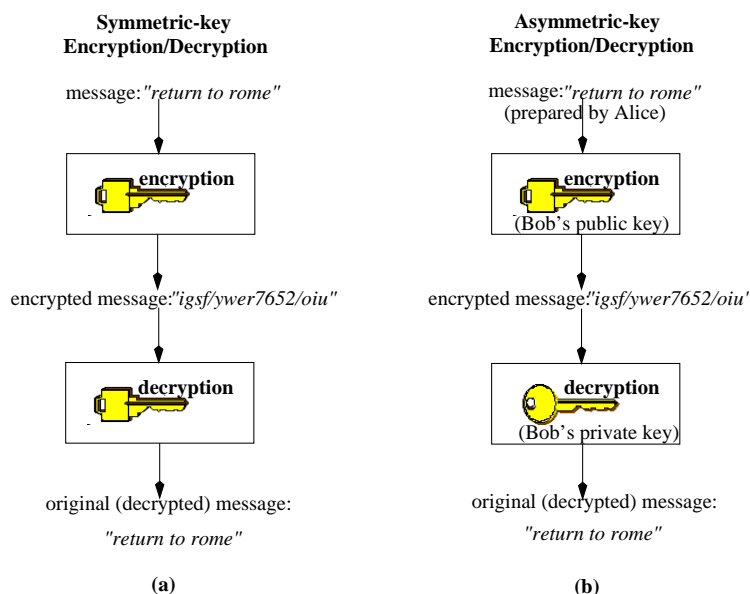 Symmetric-key
Encryption/Decryption
message:"return to rome"
encryption
encrypted message:"igsf/ywer7652/oiu"
decryption
original (decrypted) message:
"return to rome"
(a)
Asymmetric-key
Encryption/Decryption
message:"return to rome"
(prepared by Alice)
encryption
(Bob's public key)
encrypted message:"igsf/ywer7652/oiu"
decryption
(Bob's private key)
original (decrypted) message:
"return to rome"
(b)